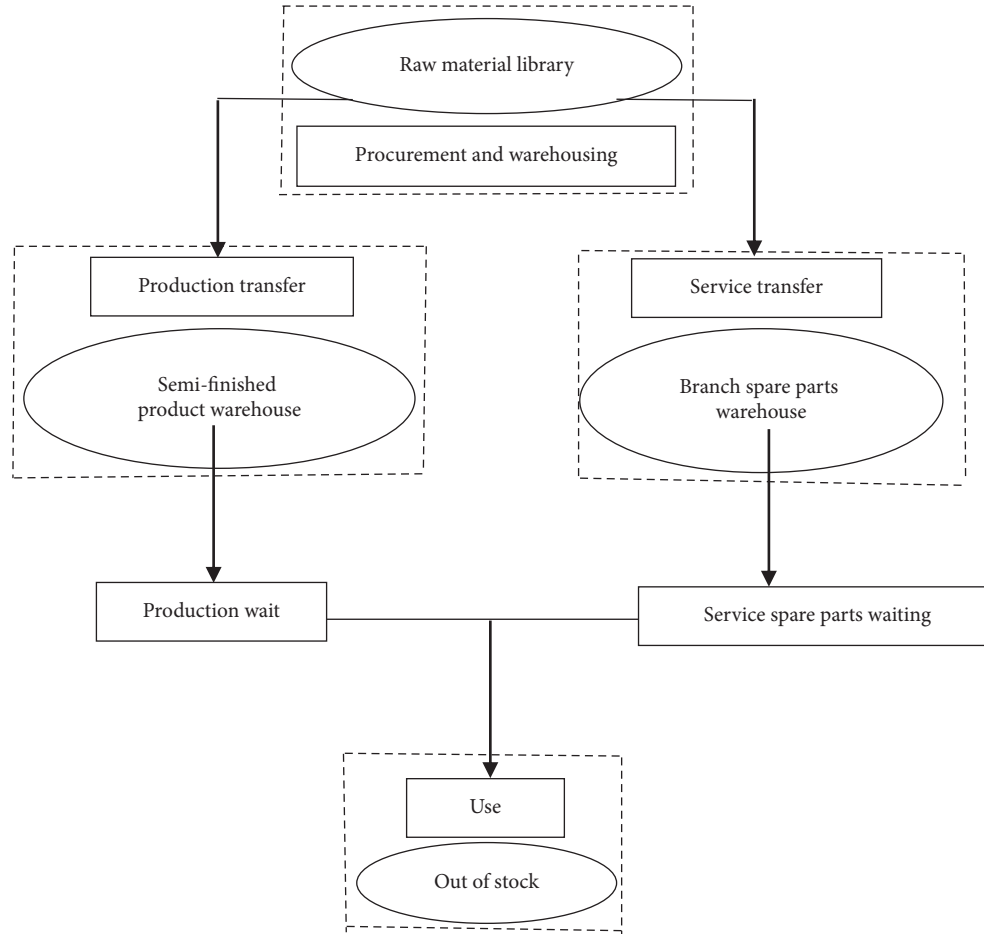 Raw material library
Procurement and warehousing
Production transfer
Service transfer
Semi-finished
product warehouse
Branch spare parts
warehouse
Production wait
Service spare parts waiting
Use
Out of stock